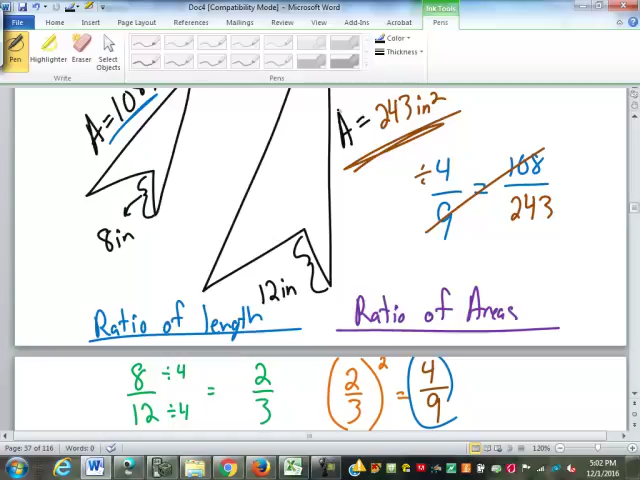 Doc4 [Compatibility Mode] - Microsoft Word
Ink Tools
File Home Insert Page Layout References Mailings Review View Add-Ins Acrobat Pens
Pen Highlighter Eraser Select Objects
Color
Thickness
Write Pens
A=108
A= 243in²
÷4 4/9 = 108/243
8in
12in
Ratio of length Ratio of Areas
8/12 ÷4/÷4 = 2/3 (2/3)² = (4/9)
Page: 37 of 116 Words: 0 120%
5:02 PM
12/1/2016